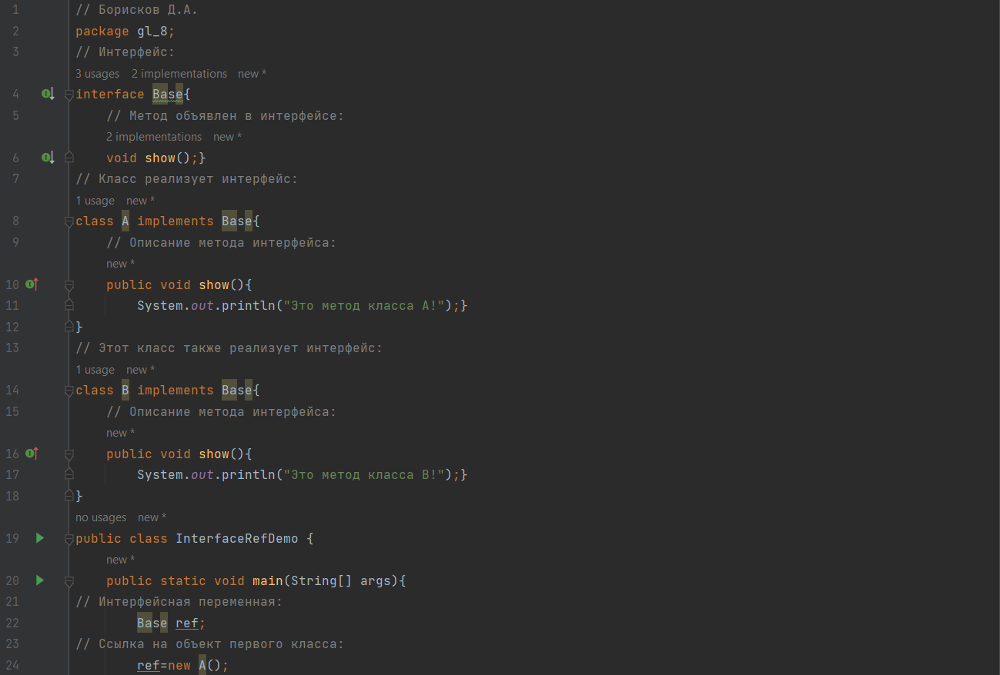 1 // Борисков Д.А.
2 package gl_8;
3 // Интерфейс:
3 usages 2 implementations new *
4 interface Base{
5 // Метод объявлен в интерфейсе:
2 implementations new *
6 void show();}
7 // Класс реализует интерфейс:
1 usage new *
8 class A implements Base{
9 // Описание метода интерфейса:
new *
10 public void show(){
11 System.out.println("Это метод класса A!");}
12 }
13 // Этот класс также реализует интерфейс:
1 usage new *
14 class B implements Base{
15 // Описание метода интерфейса:
new *
16 public void show(){
17 System.out.println("Это метод класса B!");}
18 }
no usages new *
19 public class InterfaceRefDemo {
new *
20 public static void main(String[] args){
21 // Интерфейсная переменная:
22 Base ref;
23 // Ссылка на объект первого класса:
24 ref=new A();